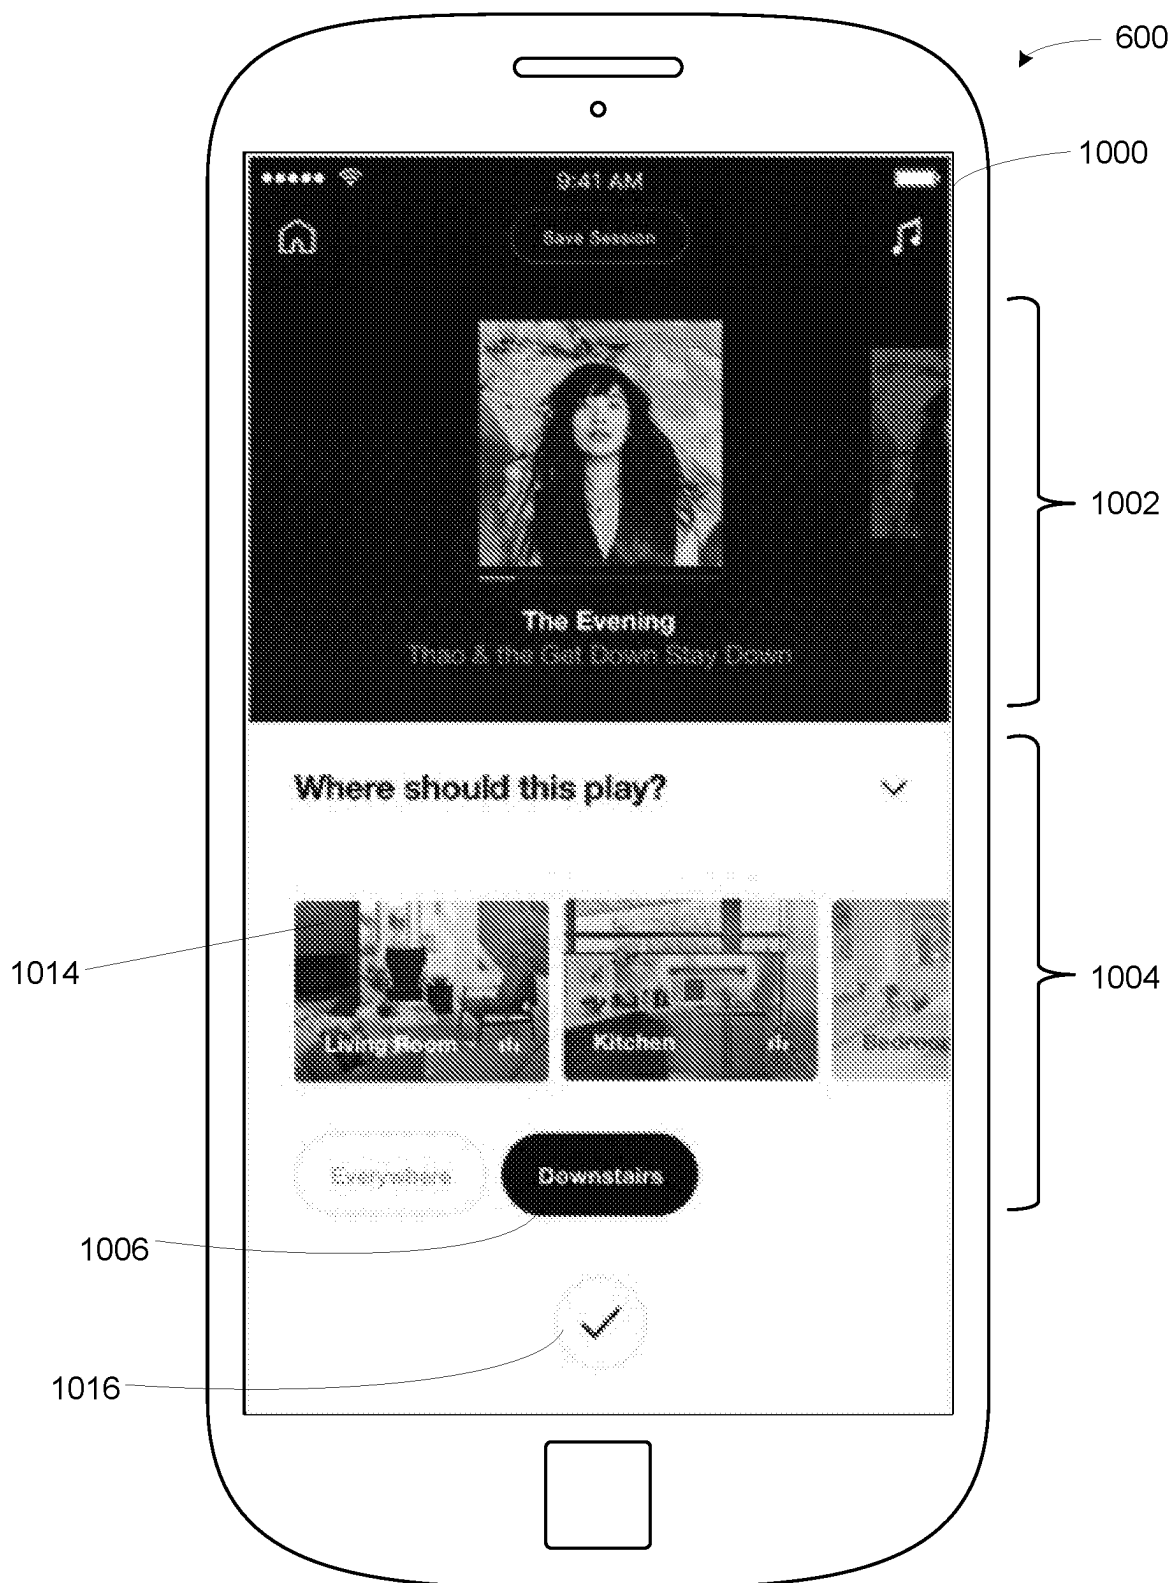 600
1000
9:41 AM
Save Session
1002
The Evening
Thao & the Get Down Stay Down
Where should this play?
1014
1004
Living Room
Kitchen
Everywhere
Downstairs
1006
1016